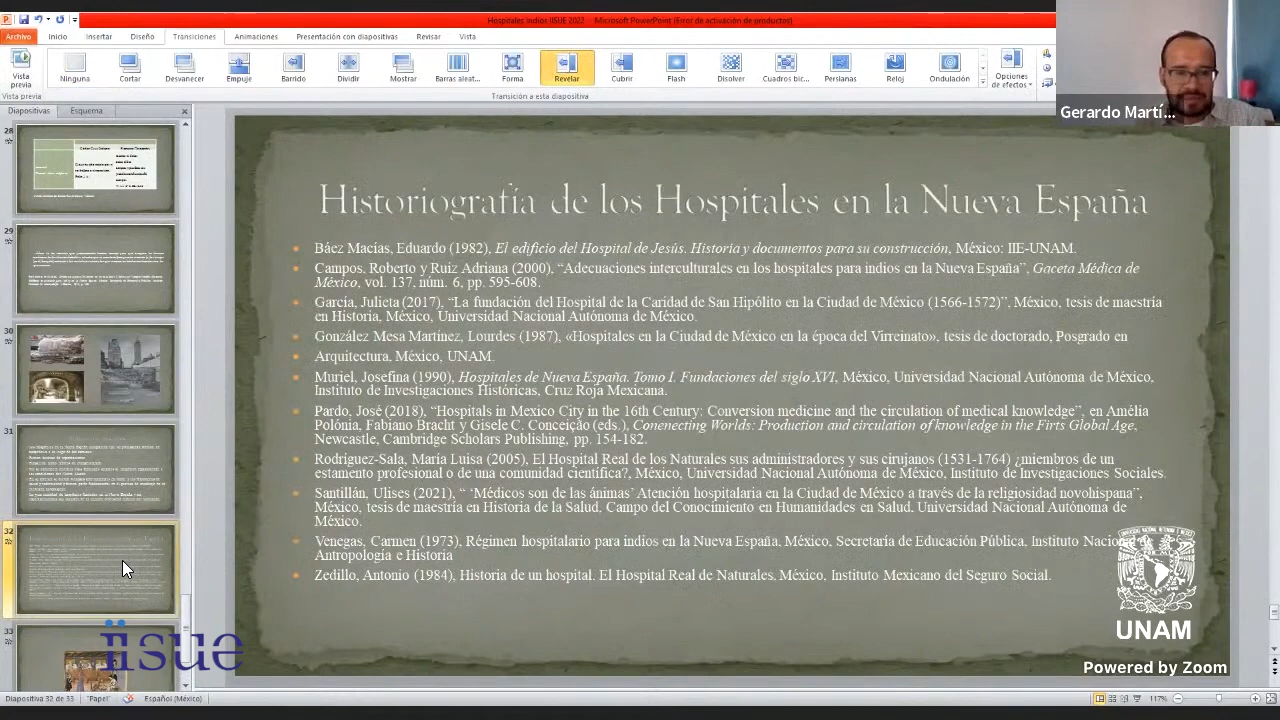 Hospitales Indios IISUE 2022 - Microsoft PowerPoint (Error de activación de productos)
Archivo Inicio Insertar Diseño Transiciones Animaciones Presentación con diapositivas Revisar Vista
Vista previa
Ninguna Cortar Desvanecer Empuje Barrido Dividir Mostrar Barras aleat... Forma Revelar Cubrir Flash Disolver Cuadros bic... Persianas Reloj Ondulación
Opciones de efectos
Vista previa Transición a esta diapositiva
Gerardo Martí...
Diapositivas Esquema
28
29
30
31
32
33
Historiografía de los Hospitales en la Nueva España
Báez Macías, Eduardo (1982), El edificio del Hospital de Jesús. Historia y documentos para su construcción, México: IIE-UNAM.
Campos, Roberto y Ruiz Adriana (2000), “Adecuaciones interculturales en los hospitales para indios en la Nueva España”, Gaceta Médica de
México, vol. 137, núm. 6, pp. 595-608.
García, Julieta (2017), “La fundación del Hospital de la Caridad de San Hipólito en la Ciudad de México (1566-1572)”, México, tesis de maestría
en Historia, México, Universidad Nacional Autónoma de México.
González Mesa Martínez, Lourdes (1987), «Hospitales en la Ciudad de México en la época del Virreinato», tesis de doctorado, Posgrado en
Arquitectura, México, UNAM.
Muriel, Josefina (1990), Hospitales de Nueva España. Tomo I. Fundaciones del siglo XVI, México, Universidad Nacional Autónoma de México,
Instituto de Investigaciones Históricas, Cruz Roja Mexicana.
Pardo, José (2018), “Hospitals in Mexico City in the 16th Century: Conversion medicine and the circulation of medical knowledge”, en Amélia
Polónia, Fabiano Bracht y Gisele C. Conceição (eds.), Conenecting Worlds: Production and circulation of knowledge in the Firts Global Age,
Newcastle, Cambridge Scholars Publishing, pp. 154-182.
Rodríguez-Sala, María Luisa (2005), El Hospital Real de los Naturales sus administradores y sus cirujanos (1531-1764) ¿miembros de un
estamento profesional o de una comunidad científica?, México, Universidad Nacional Autónoma de México, Instituto de Investigaciones Sociales.
Santillán, Ulises (2021), “ ‘Médicos son de las ánimas’ Atención hospitalaria en la Ciudad de México a través de la religiosidad novohispana”,
México, tesis de maestría en Historia de la Salud, Campo del Conocimiento en Humanidades en Salud, Universidad Nacional Autónoma de
México.
Venegas, Carmen (1973), Régimen hospitalario para indios en la Nueva España, México, Secretaría de Educación Pública, Instituto Nacional de
Antropología e Historia
Zedillo, Antonio (1984), Historia de un hospital. El Hospital Real de Naturales. México, Instituto Mexicano del Seguro Social.
iisue
UNAM
Powered by Zoom
Diapositiva 32 de 33 "Papel" Español (México) 117%